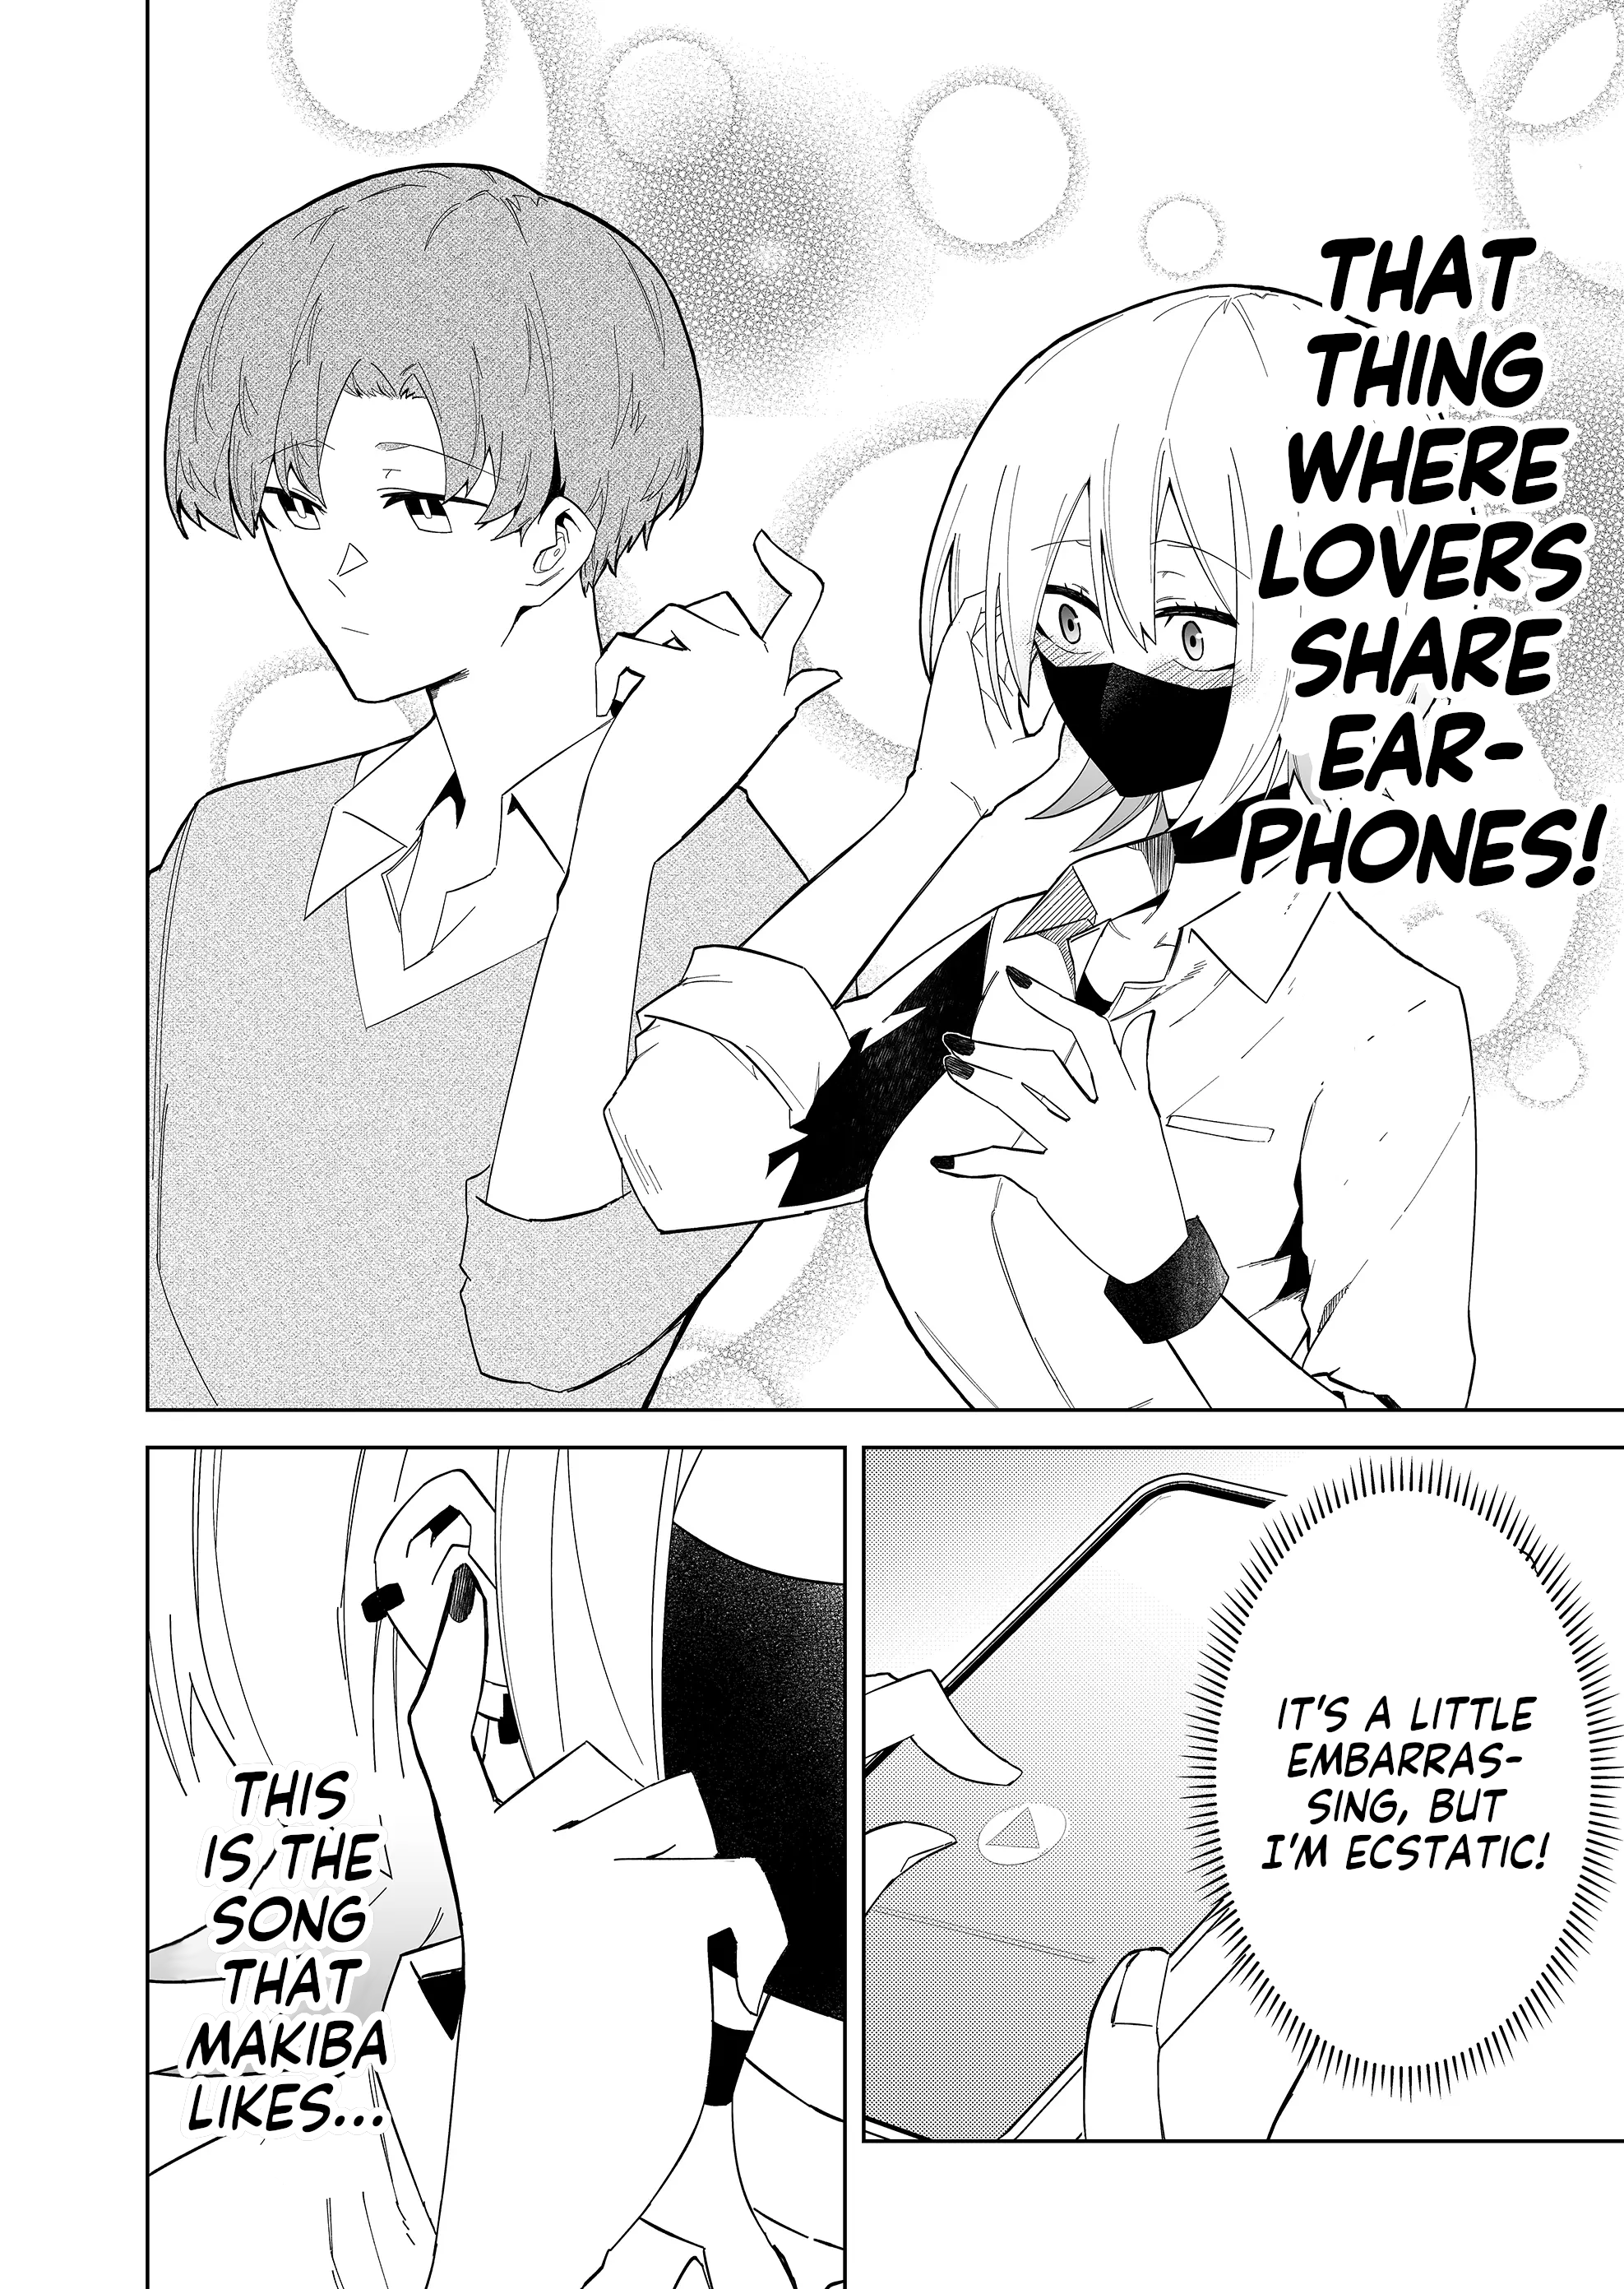 THAT
THING
WHERE
LOVERS
SHARE
EAR-
PHONES!
IT'S A LITTLE
EMBARRAS-
SING, BUT
I'M ECSTATIC!
THIS
IS THE
SONG
THAT
MAKIBA
LIKES...